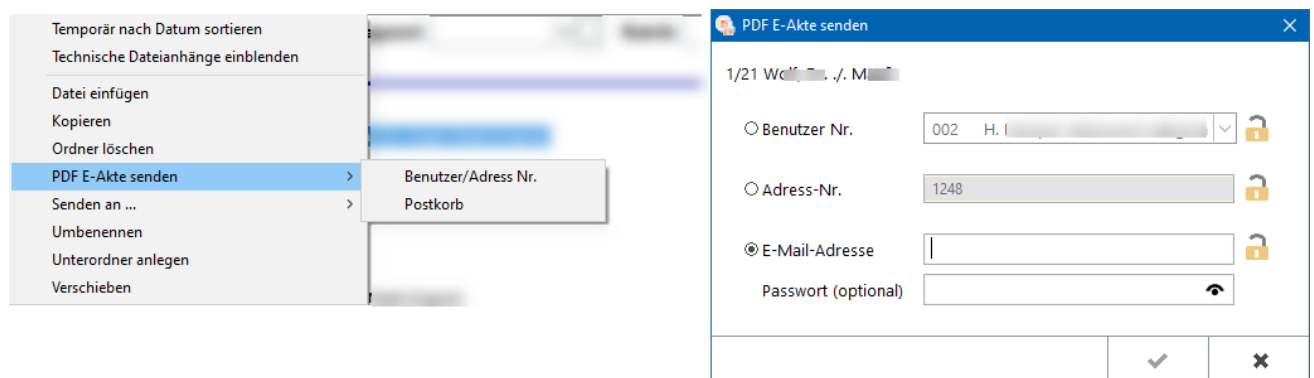 Temporär nach Datum sortieren
Technische Dateianhänge einblenden
Datei einfügen
Kopieren
Ordner löschen
PDF E-Akte senden
Benutzer/Adress Nr.
Postkorb
Senden an ...
Umbenennen
Unterordner anlegen
Verschieben
PDF E-Akte senden
1/21 ./.
Benutzer Nr. 002 H.
Adress-Nr. 1248
E-Mail-Adresse
Passwort (optional)